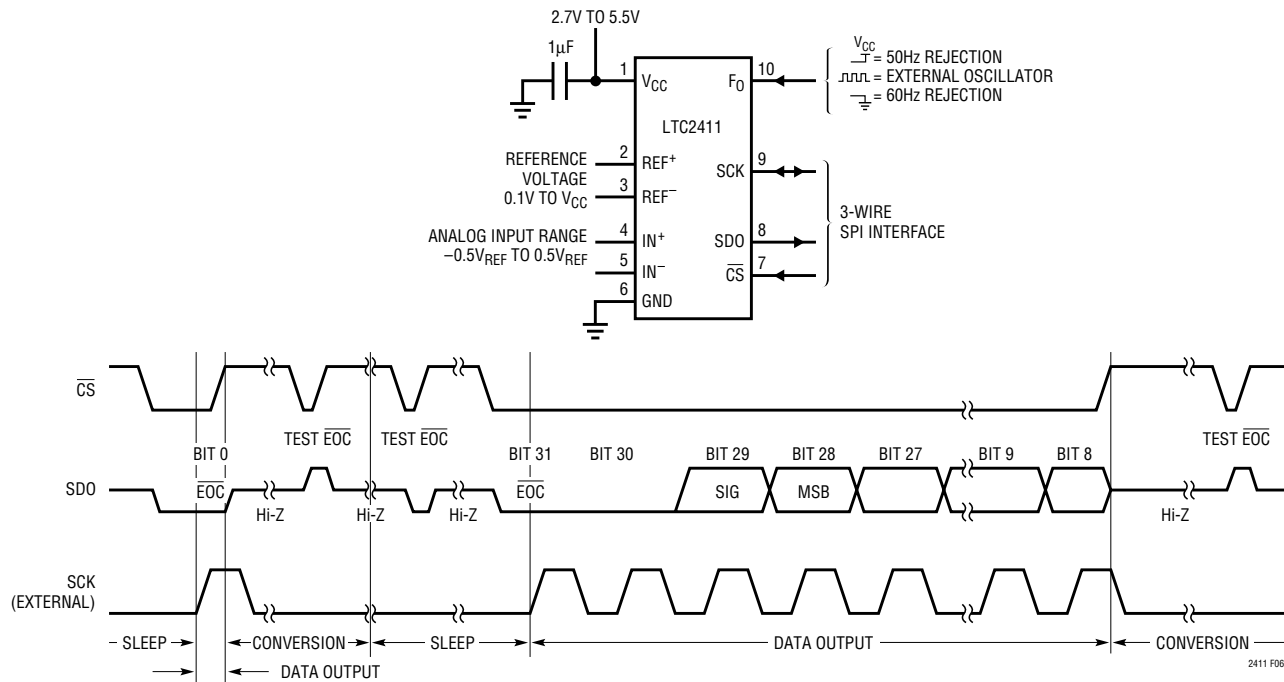 2.7V TO 5.5V
1µF
1
VCC
10
FO
VCC
= 50Hz REJECTION
= EXTERNAL OSCILLATOR
= 60Hz REJECTION
LTC2411
REFERENCE
VOLTAGE
0.1V TO VCC
2
REF+
3
REF–
SCK
9
ANALOG INPUT RANGE
–0.5VREF TO 0.5VREF
4
IN+
5
IN–
6
GND
SDO
8
CS
7
3-WIRE
SPI INTERFACE
CS
TEST EOC
TEST EOC
TEST EOC
BIT 0
BIT 31
BIT 30
BIT 29
BIT 28
BIT 27
BIT 9
BIT 8
SDO
EOC
EOC
SIG
MSB
Hi-Z
Hi-Z
Hi-Z
Hi-Z
SCK
(EXTERNAL)
SLEEP
CONVERSION
SLEEP
DATA OUTPUT
CONVERSION
DATA OUTPUT
2411 F06